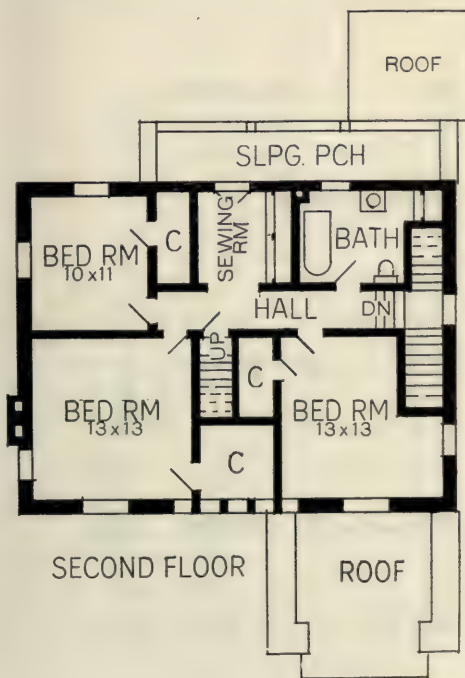 ROOF
SLPG. PCH
BED RM
10x11
C
SEWING
RM
BATH
HALL
DN
UP
BED RM
13x13
C
C
BED RM
13x13
SECOND FLOOR
ROOF